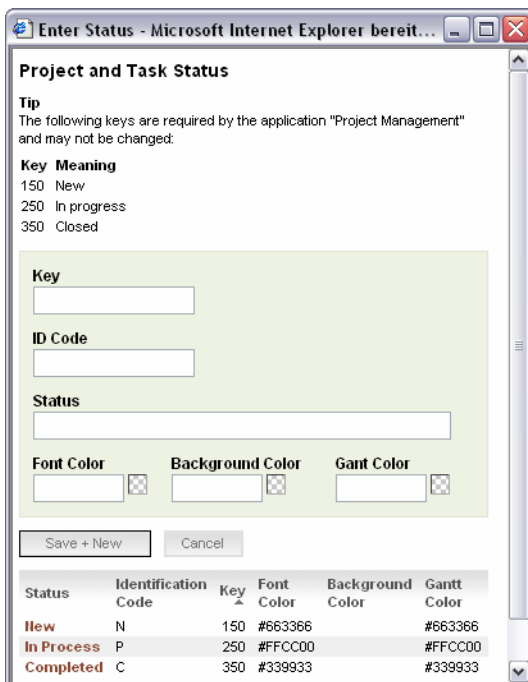 Enter Status - Microsoft Internet Explorer bereit...
Project and Task Status
Tip
The following keys are required by the application "Project Management"
and may not be changed:
Key Meaning
150 New
250 In progress
350 Closed
Key
ID Code
Status
Font Color Background Color Gant Color
Save + New Cancel
Status Identification Code Key Font Color Background Color Gantt Color
New N 150 #663366 #663366
In Process P 250 #FFCC00 #FFCC00
Completed C 350 #339933 #339933